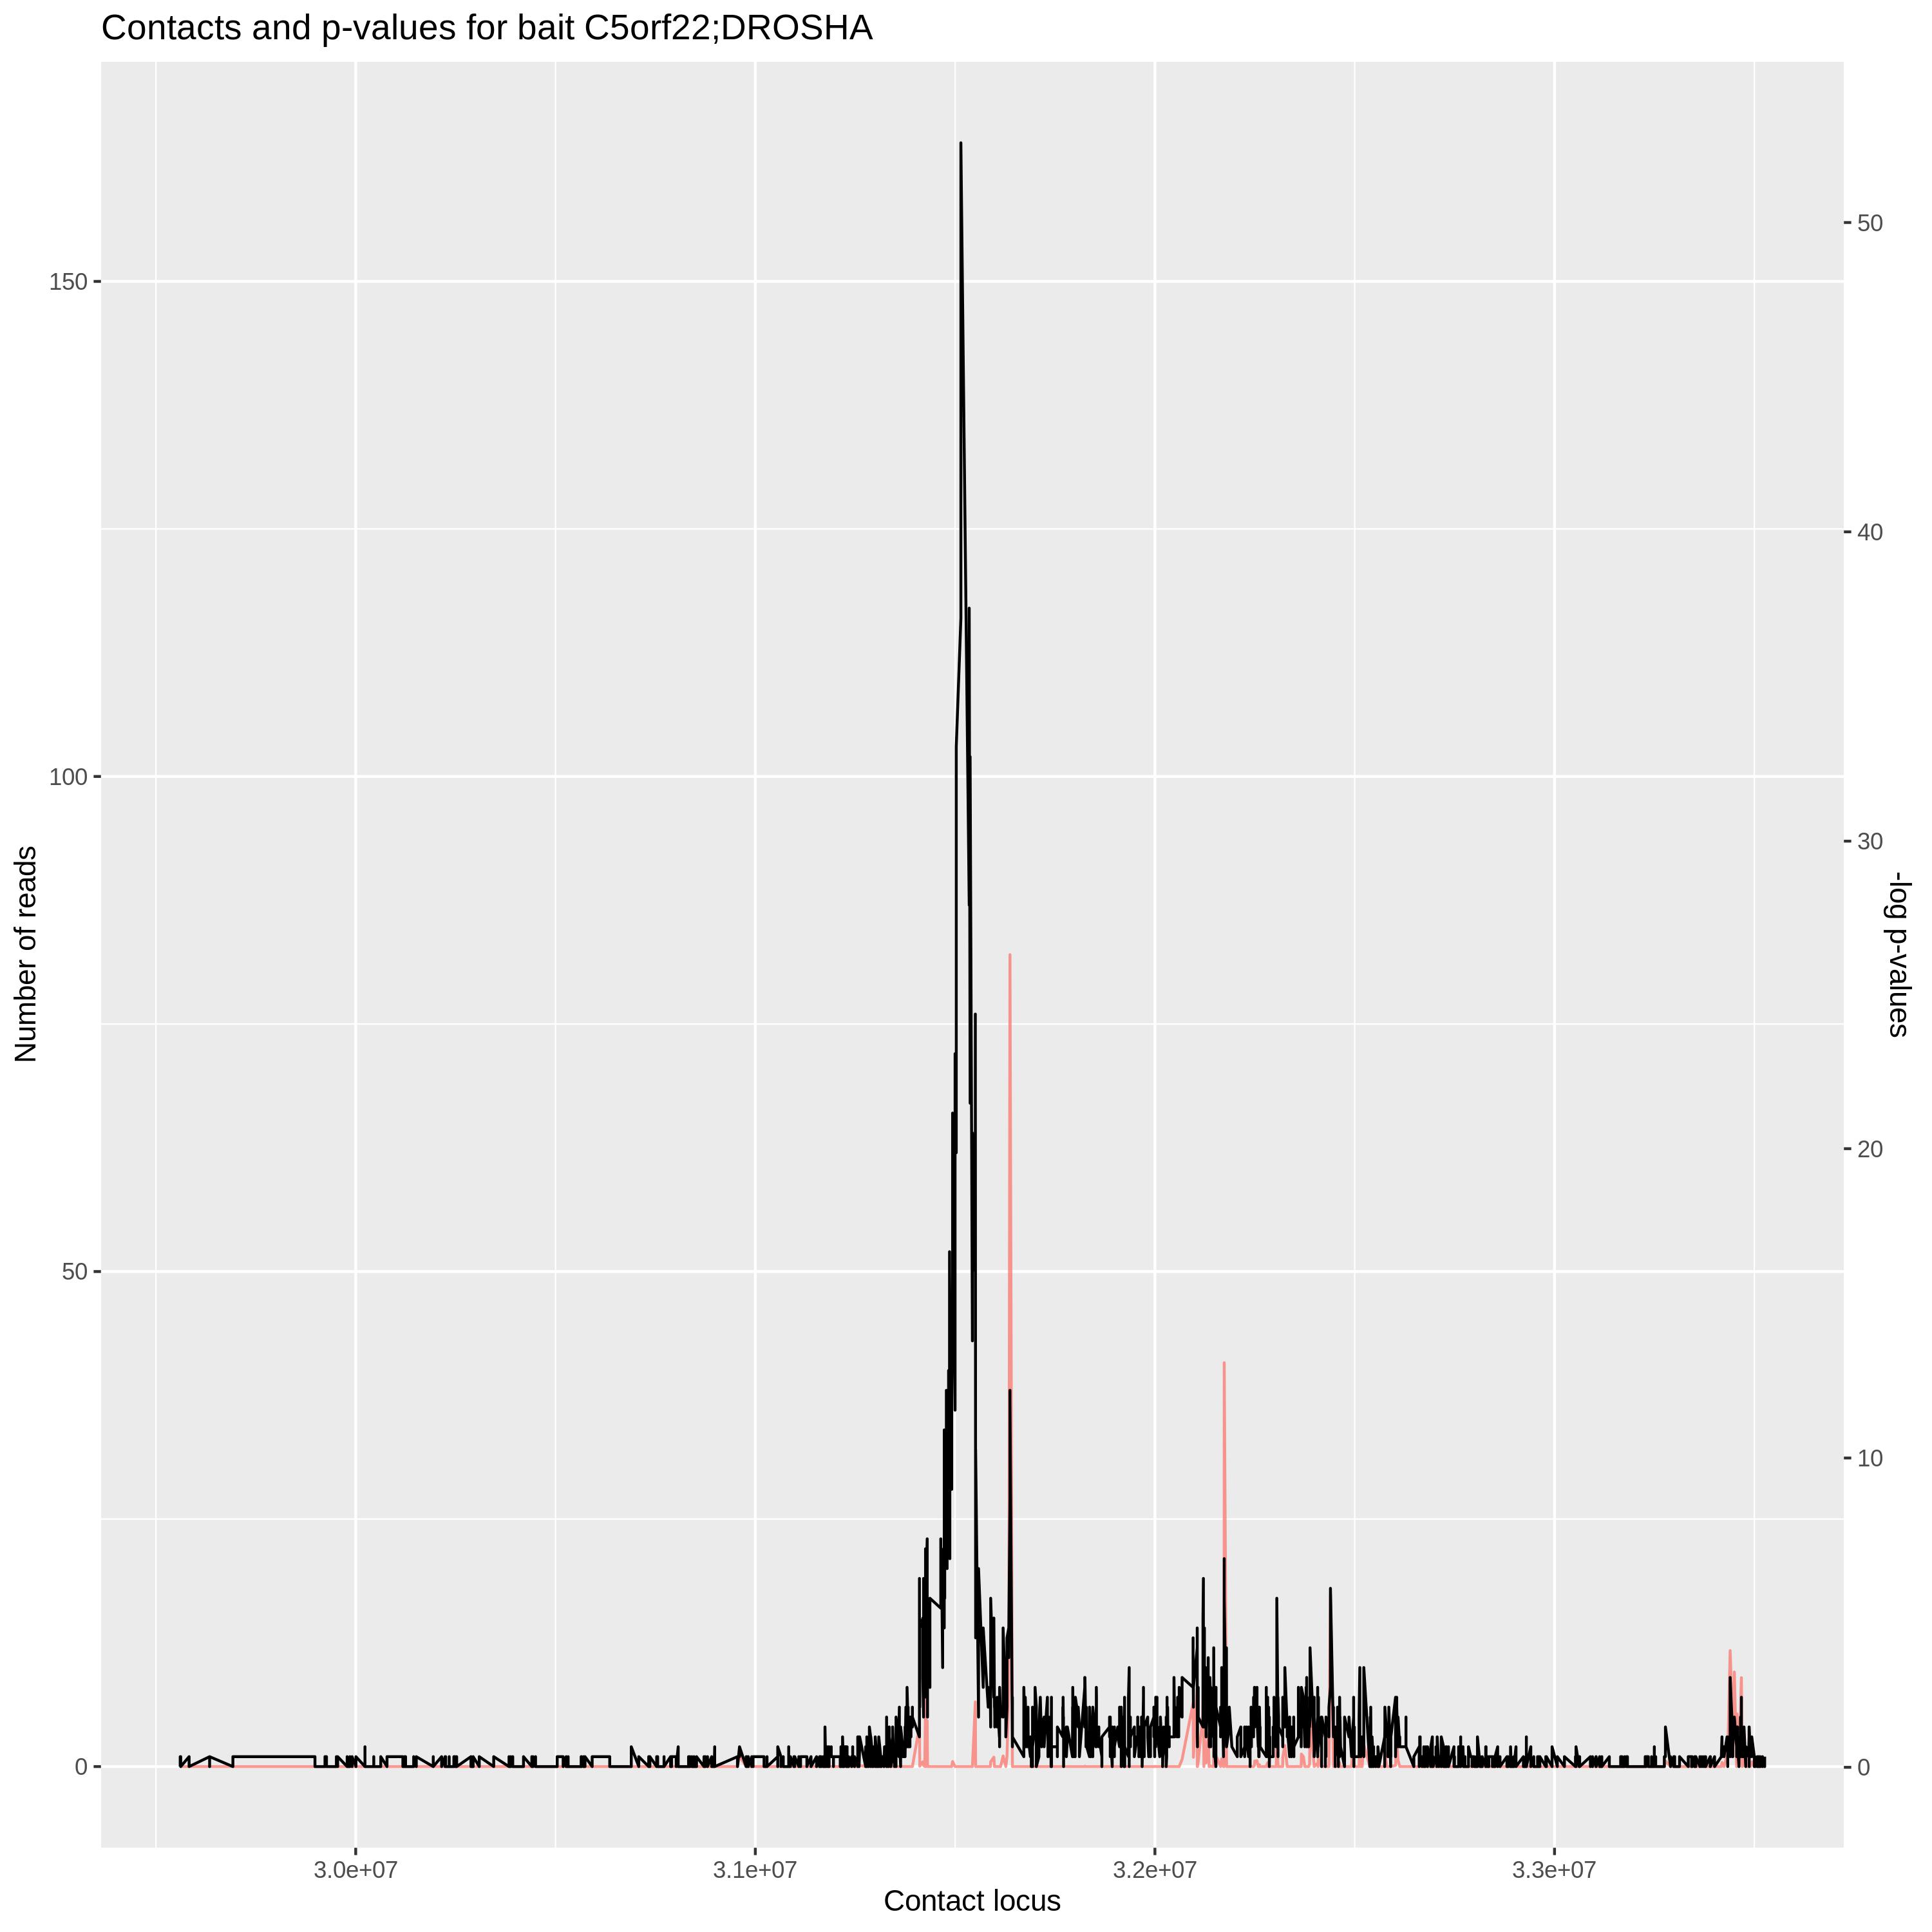 Contacts and p-values for bait C5orf22;DROSHA
150
100
50
0
Number of reads
50
40
30
20
10
0
-log p-values
3.0e+07
3.1e+07
3.2e+07
3.3e+07
Contact locus